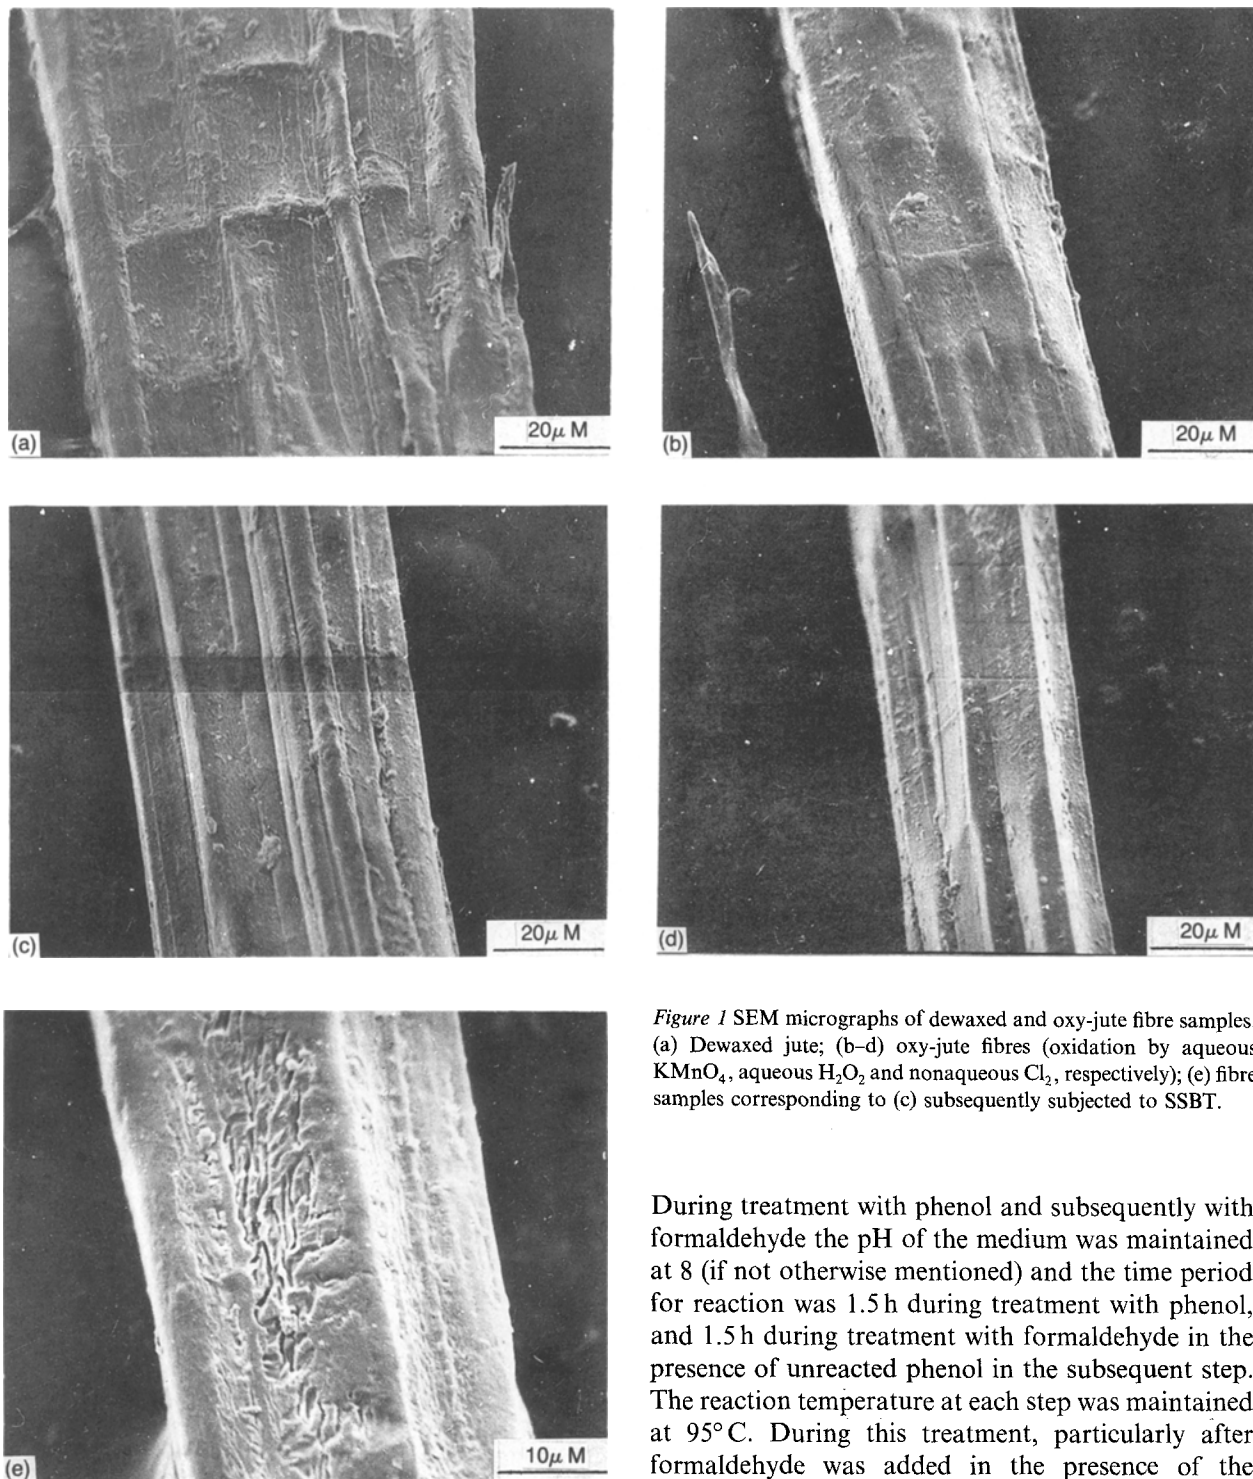 (a)
20μ M
(b)
20μ M
(c)
20μ M
(d)
20μ M
(e)
10μ M
Figure 1 SEM micrographs of dewaxed and oxy-jute fibre samples
(a) Dewaxed jute; (b–d) oxy-jute fibres (oxidation by aqueous
KMnO₄, aqueous H₂O₂ and nonaqueous Cl₂, respectively); (e) fibre
samples corresponding to (c) subsequently subjected to SSBT.
During treatment with phenol and subsequently with
formaldehyde the pH of the medium was maintained
at 8 (if not otherwise mentioned) and the time period
for reaction was 1.5 h during treatment with phenol,
and 1.5 h during treatment with formaldehyde in the
presence of unreacted phenol in the subsequent step.
The reaction temperature at each step was maintained
at 95° C. During this treatment, particularly after
formaldehyde was added in the presence of the